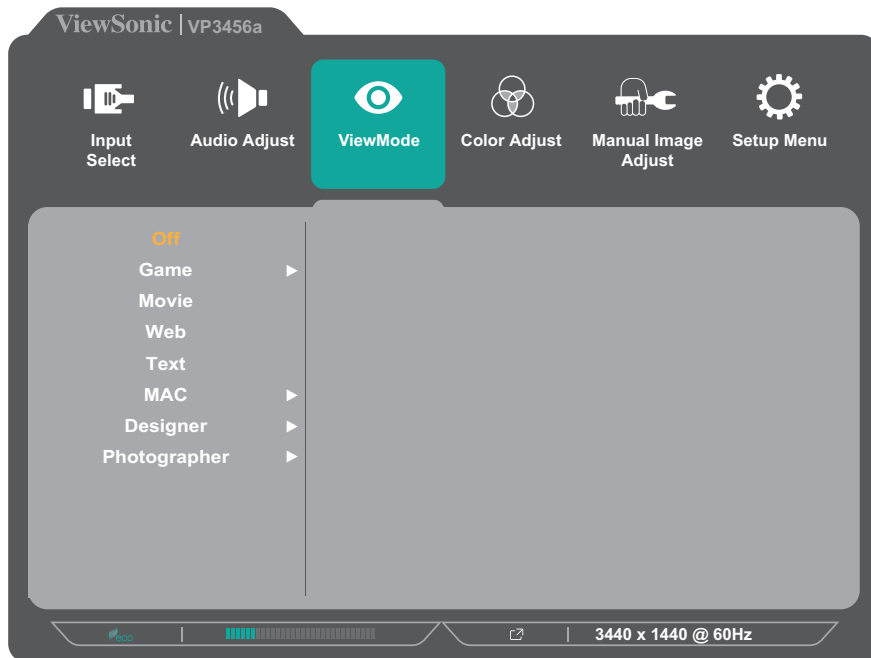 ViewSonic | VP3456a
Input Select
Audio Adjust
ViewMode
Color Adjust
Manual Image Adjust
Setup Menu
Off
Game
Movie
Web
Text
MAC
Designer
Photographer
eco
3440 x 1440 @ 60Hz